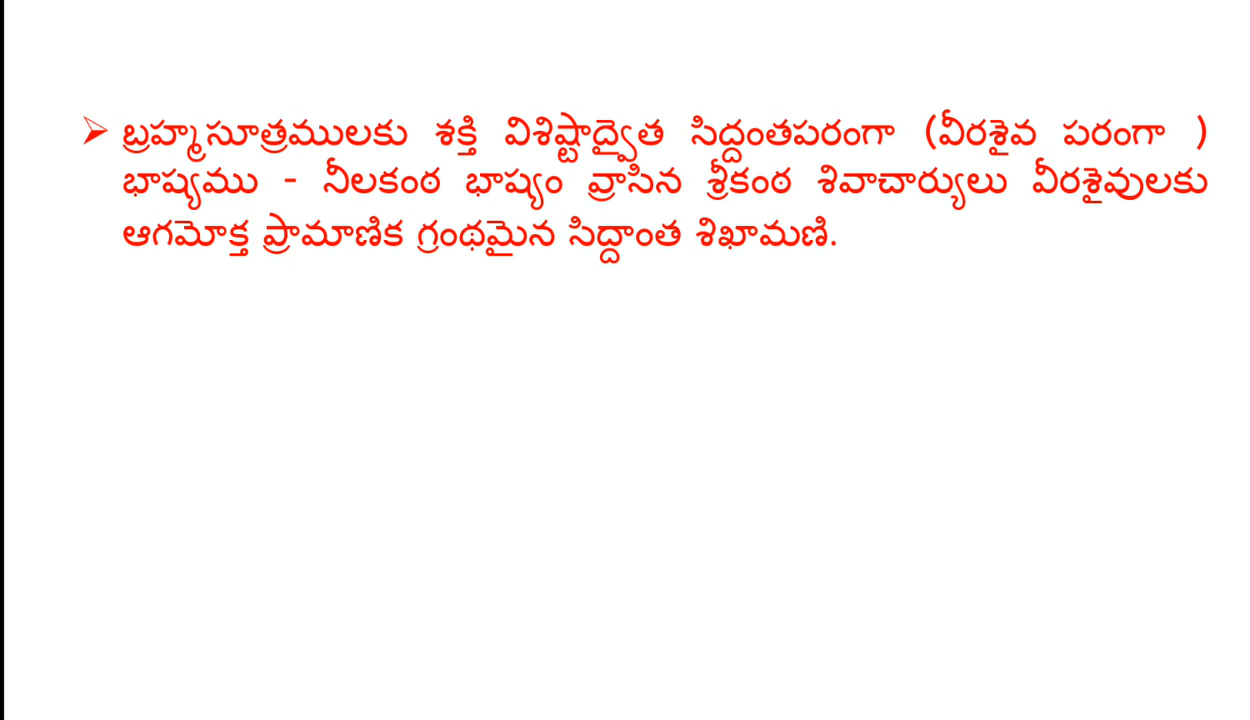 ➢ బ్రహ్మసూత్రములకు శక్తి విశిష్టాద్వైత సిద్దంతపరంగా (వీరశైవ పరంగా )
భాష్యము - నీలకంఠ భాష్యం వ్రాసిన శ్రీకంఠ శివాచార్యులు వీరశైవులకు
ఆగమోక్త ప్రామాణిక గ్రంథమైన సిద్దాంత శిఖామణి.